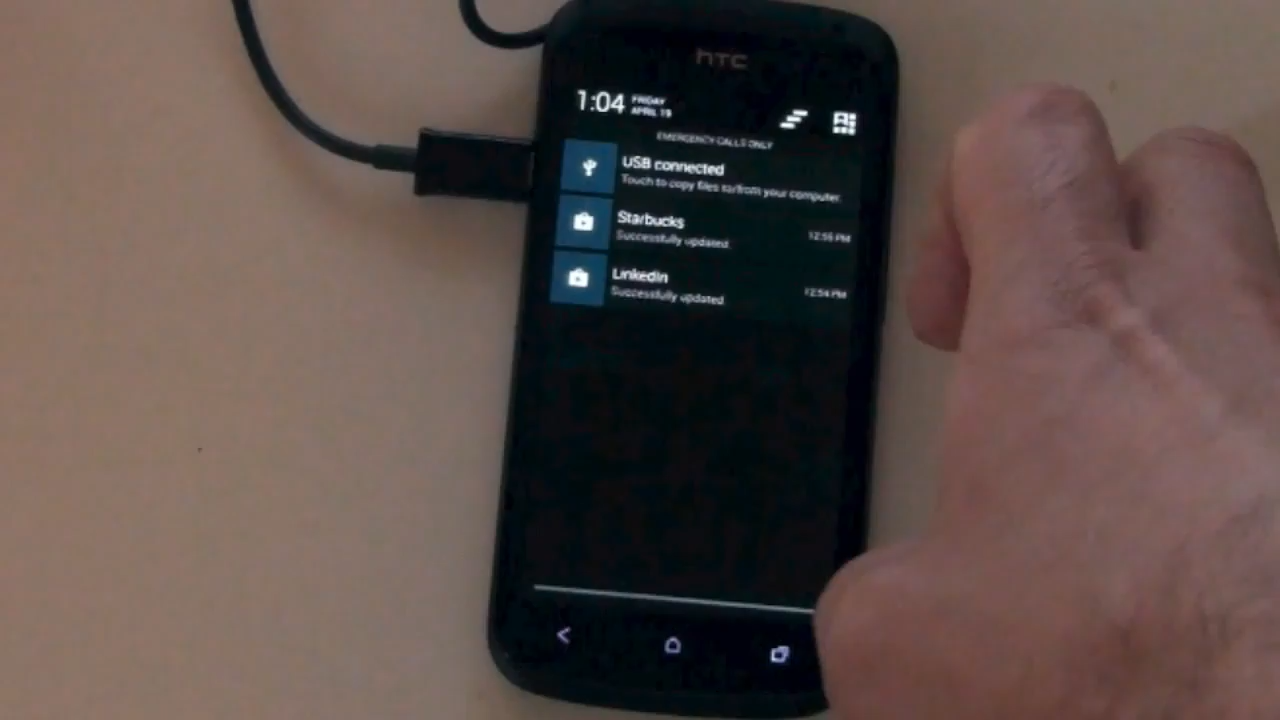 hTC
1:04 FRIDAY
APRIL 19
EMERGENCY CALLS ONLY
USB connected
Touch to copy files to/from your computer.
Starbucks
Successfully updated.
12:55 PM
LinkedIn
Successfully updated.
12:54 PM